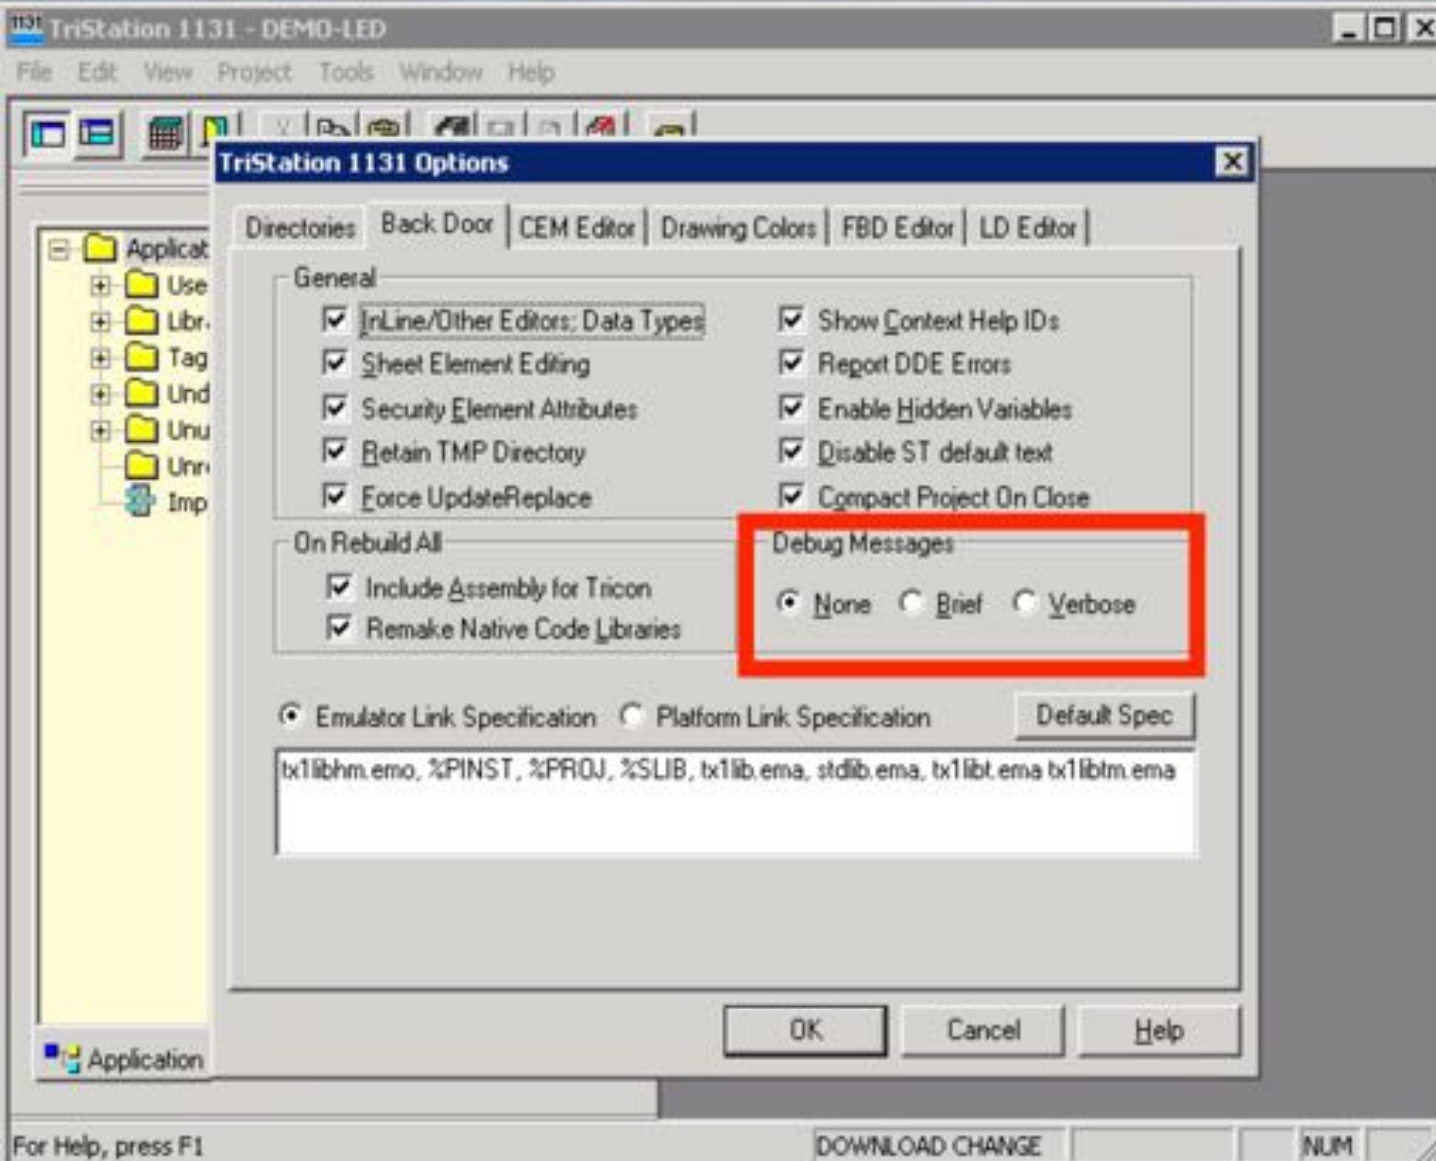 1131 TriStation 1131 - DEMO-LED
File Edit View Project Tools Window Help
TriStation 1131 Options
Directories Back Door CEM Editor Drawing Colors FBD Editor LD Editor
Applicat
Use
Libr
Tag
Und
Unu
Unr
Imp
General
InLine/Other Editors; Data Types
Sheet Element Editing
Security Element Attributes
Retain TMP Directory
Force UpdateReplace
Show Context Help IDs
Report DDE Errors
Enable Hidden Variables
Disable ST default text
Compact Project On Close
On Rebuild All
Include Assembly for Tricon
Remake Native Code Libraries
Debug Messages
None Brief Verbose
Emulator Link Specification Platform Link Specification Default Spec
tx1libhm.emo, %PINST, %PROJ, %SLIB, tx1lib.ema, stdlib.ema, tx1libt.ema tx1libtm.ema
OK Cancel Help
Application
For Help, press F1 DOWNLOAD CHANGE NUM